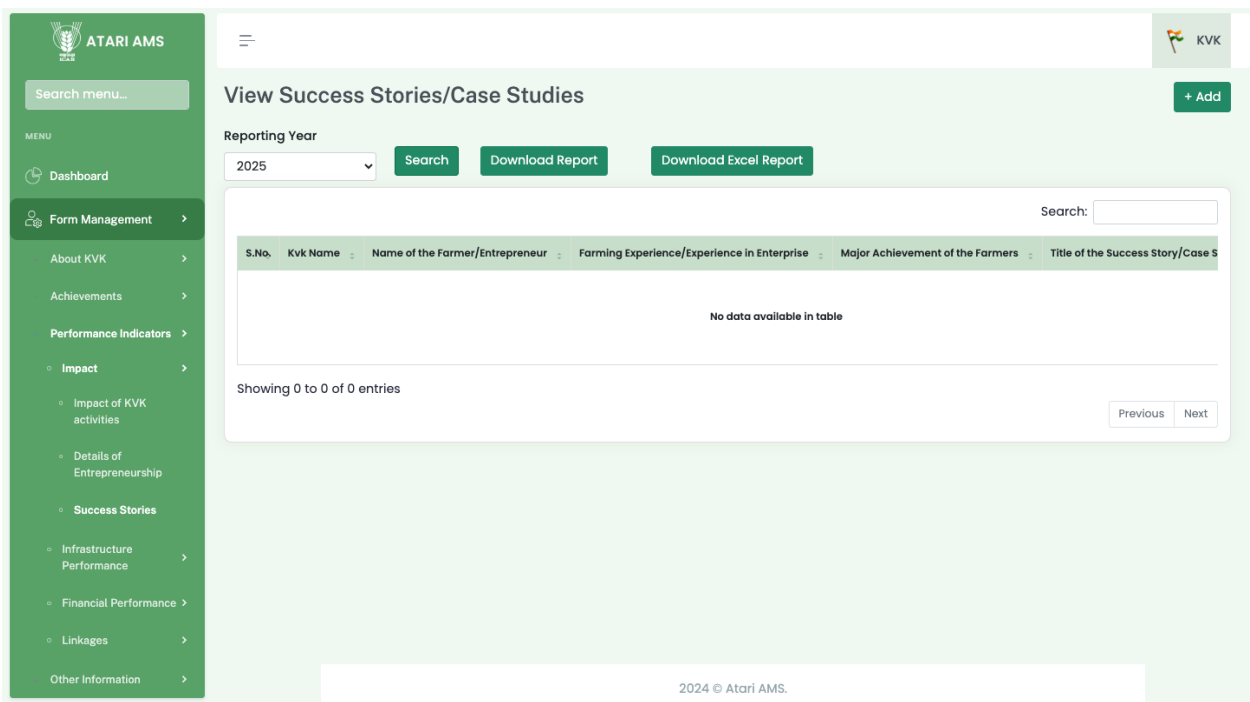 ATARI AMS
Search menu...
MENU
Dashboard
Form Management
About KVK
Achievements
Performance Indicators
Impact
Impact of KVK
activities
Details of
Entrepreneurship
Success Stories
Infrastructure
Performance
Financial Performance
Linkages
Other Information
KVK
View Success Stories/Case Studies
+ Add
Reporting Year
2025 Search Download Report Download Excel Report
Search:
S.No. Kvk Name Name of the Farmer/Entrepreneur Farming Experience/Experience in Enterprise Major Achievement of the Farmers Title of the Success Story/Case S
No data available in table
Showing 0 to 0 of 0 entries
Previous Next
2024 © Atari AMS.